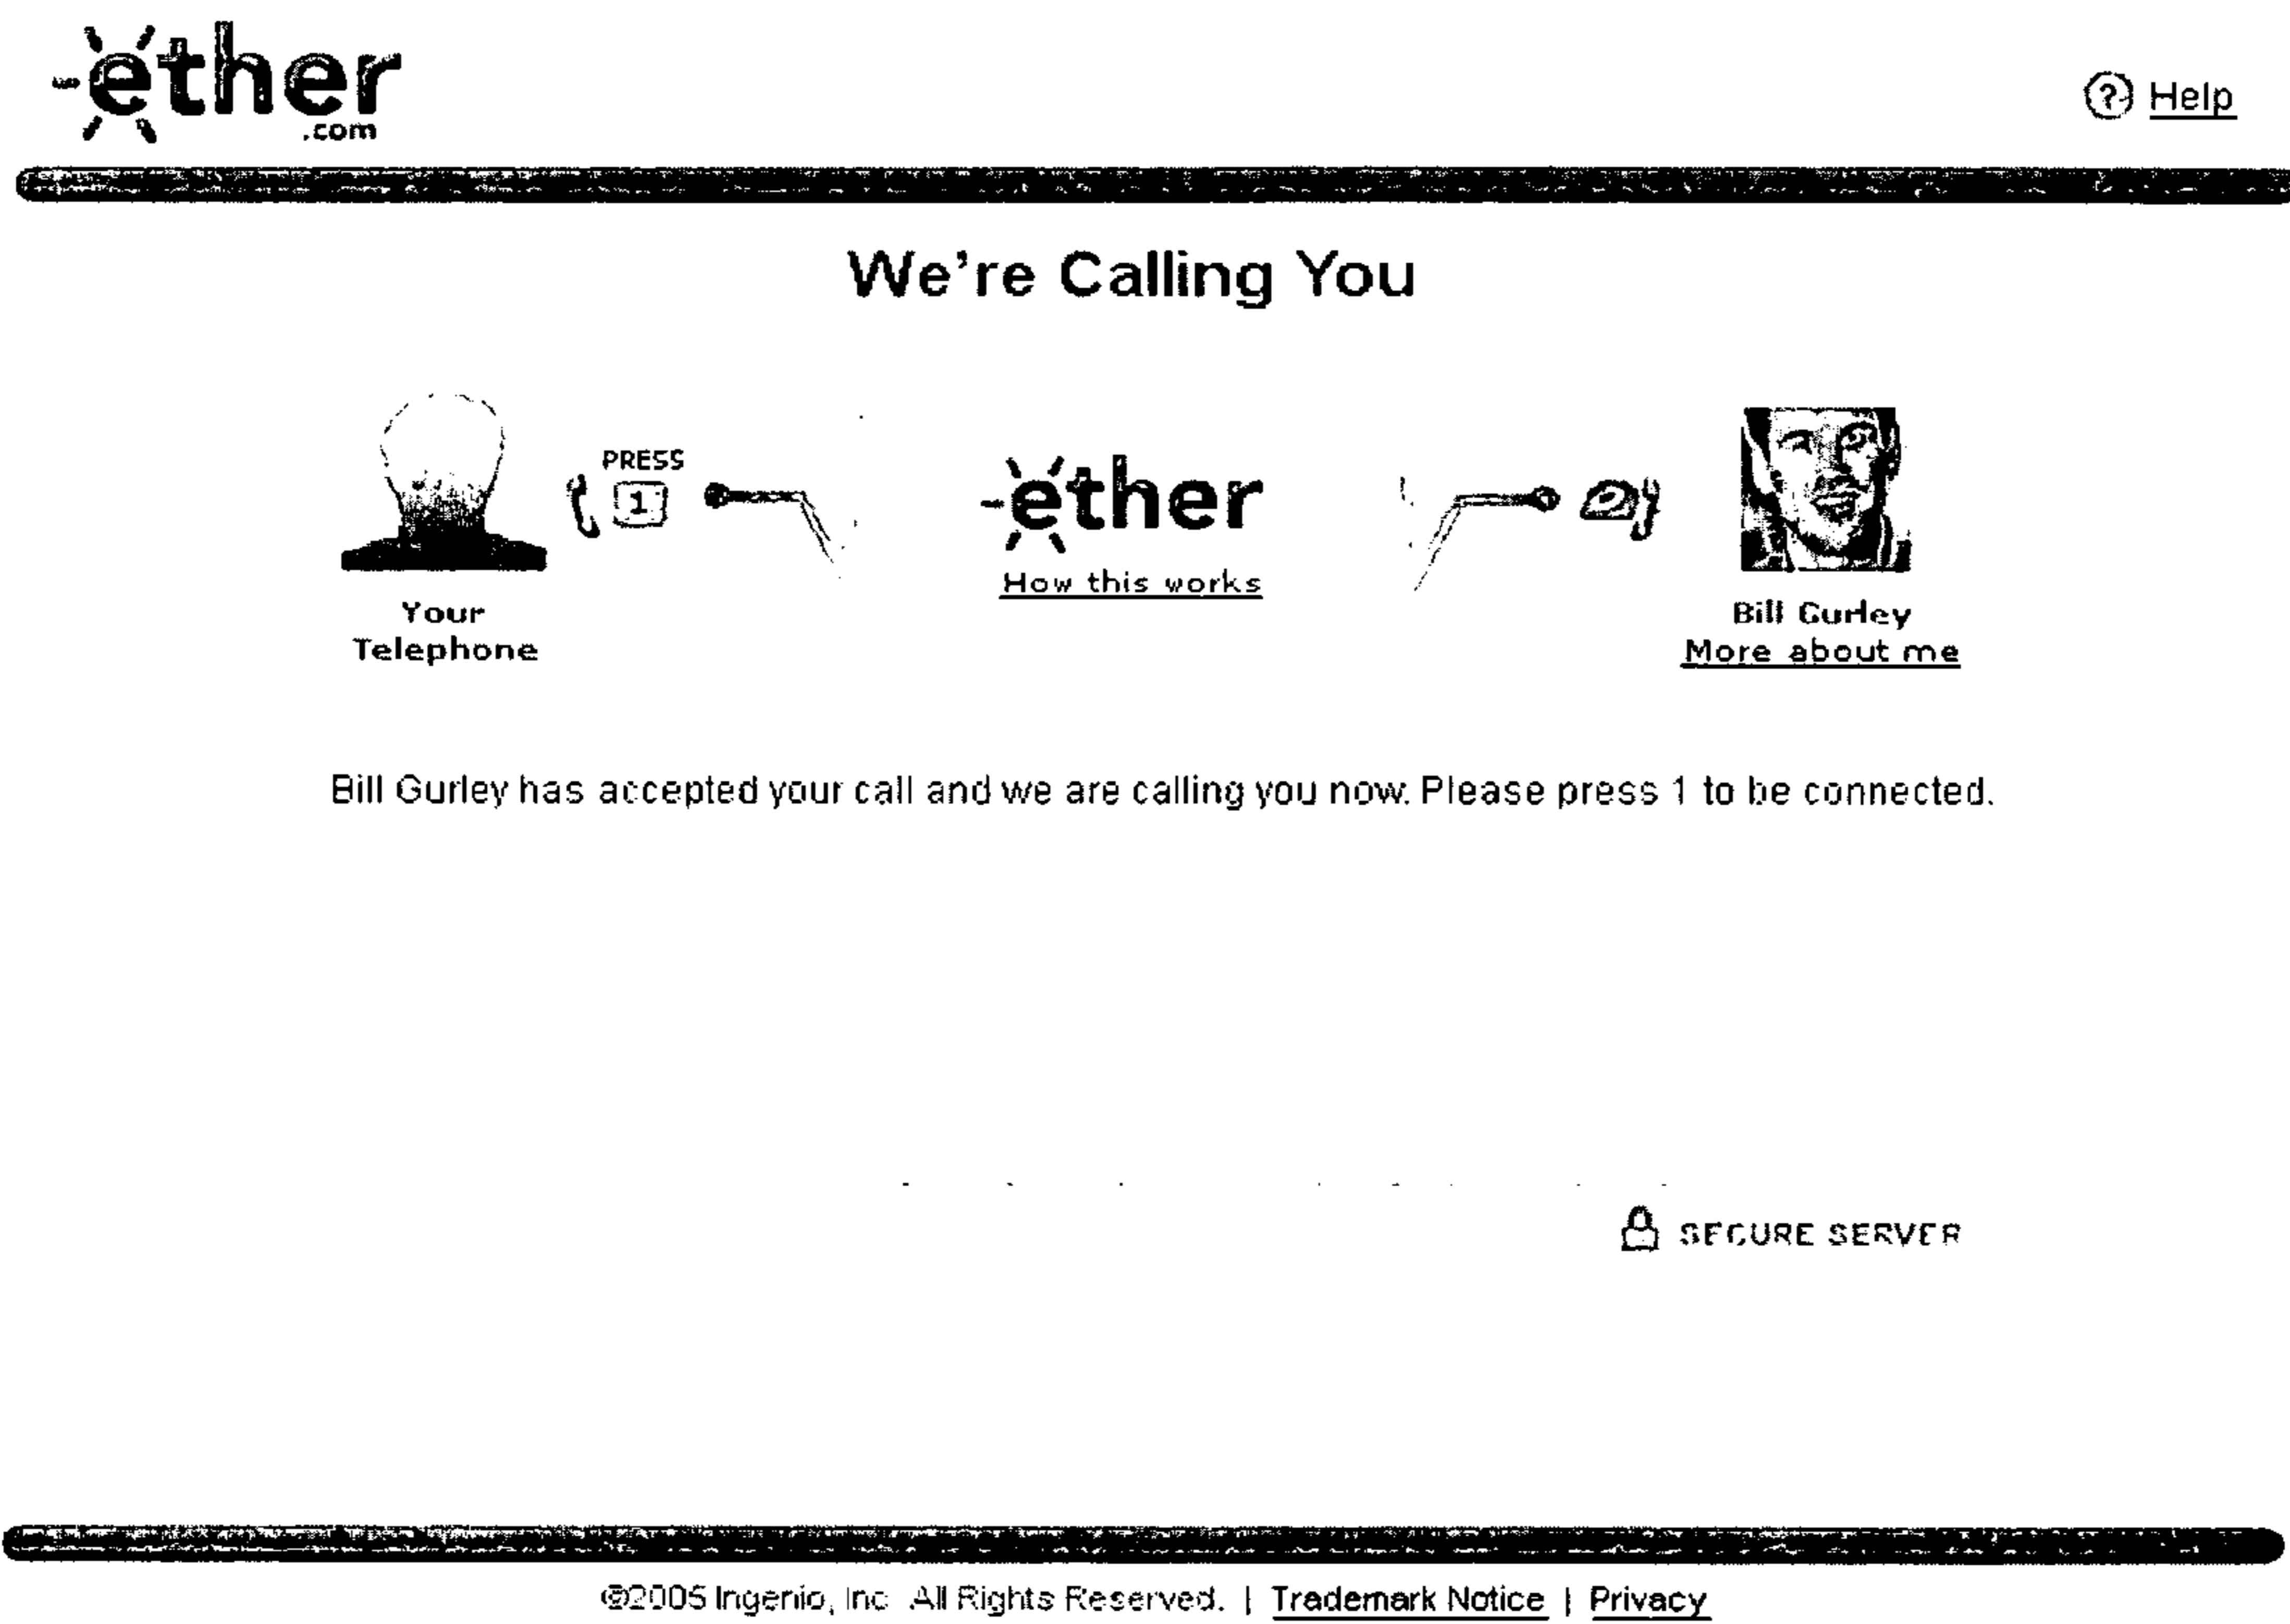 ether
.com
Help
We're Calling You
PRESS
1
ether
How this works
Your
Telephone
Bill Gurley
More about me
Bill Gurley has accepted your call and we are calling you now. Please press 1 to be connected.
SECURE SERVER
©2005 Ingenio, Inc All Rights Reserved. | Trademark Notice | Privacy